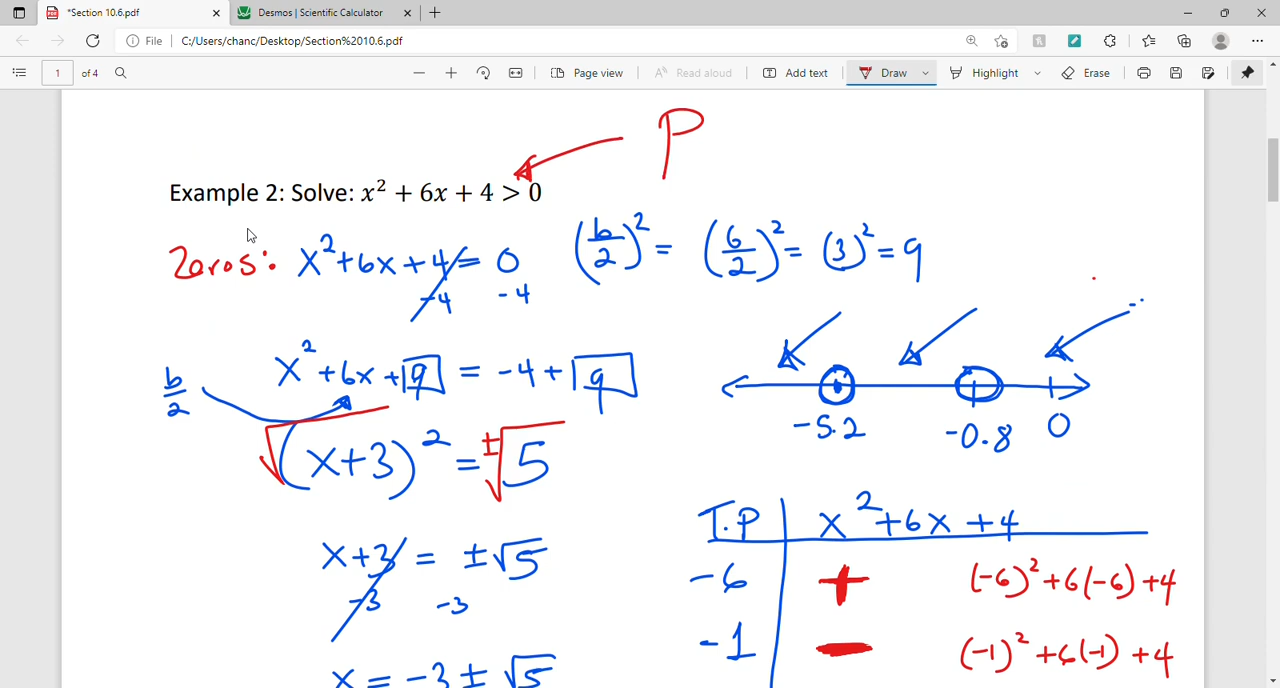 *Section 10.6.pdf
Desmos | Scientific Calculator
File | C:/Users/chanc/Desktop/Section%2010.6.pdf
1 of 4
Page view
Read aloud
Add text
Draw
Highlight
Erase
P
Example 2: Solve: x² + 6x + 4 > 0
Zeros: x² + 6x + 4 = 0
-4 -4
(b/2)² = (6/2)² = (3)² = 9
x² + 6x + 9 = -4 + 9
b/2
√(x+3)² = ±√5
x+3 = ±√5
-3 -3
x = -3 ± √5
-5.2 -0.8 0
T.P x² + 6x + 4
-6 + (-6)² + 6(-6) + 4
-1 − (-1)² + 6(-1) + 4